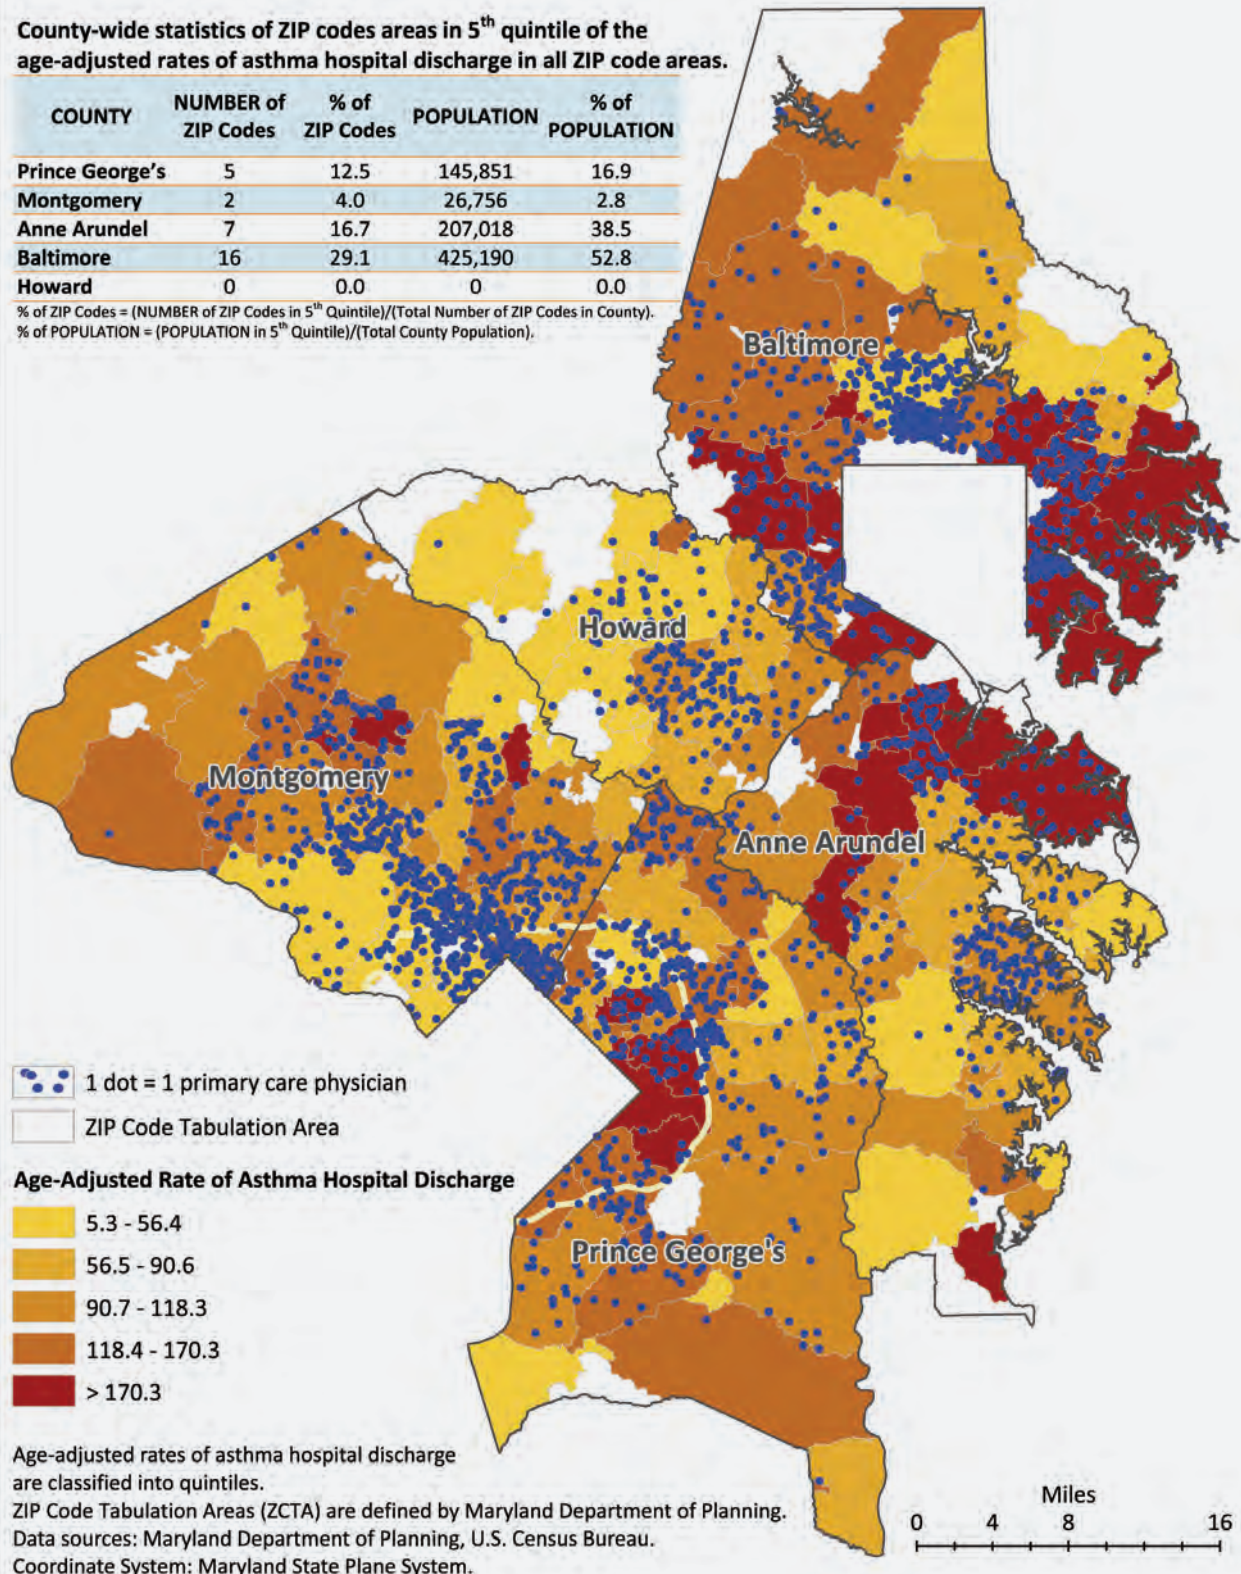 County-wide statistics of ZIP codes areas in 5th quintile of the
age-adjusted rates of asthma hospital discharge in all ZIP code areas.
COUNTY NUMBER of ZIP Codes % of ZIP Codes POPULATION % of POPULATION
Prince George's 5 12.5 145,851 16.9
Montgomery 2 4.0 26,756 2.8
Anne Arundel 7 16.7 207,018 38.5
Baltimore 16 29.1 425,190 52.8
Howard 0 0.0 0 0.0
% of ZIP Codes = (NUMBER of ZIP Codes in 5th Quintile)/(Total Number of ZIP Codes in County).
% of POPULATION = (POPULATION in 5th Quintile)/(Total County Population).
Baltimore
Howard
Montgomery
Anne Arundel
Prince George's
1 dot = 1 primary care physician
ZIP Code Tabulation Area
Age-Adjusted Rate of Asthma Hospital Discharge
5.3 - 56.4
56.5 - 90.6
90.7 - 118.3
118.4 - 170.3
> 170.3
Age-adjusted rates of asthma hospital discharge
are classified into quintiles.
ZIP Code Tabulation Areas (ZCTA) are defined by Maryland Department of Planning.
Data sources: Maryland Department of Planning, U.S. Census Bureau.
Coordinate System: Maryland State Plane System.
Miles
0 4 8 16